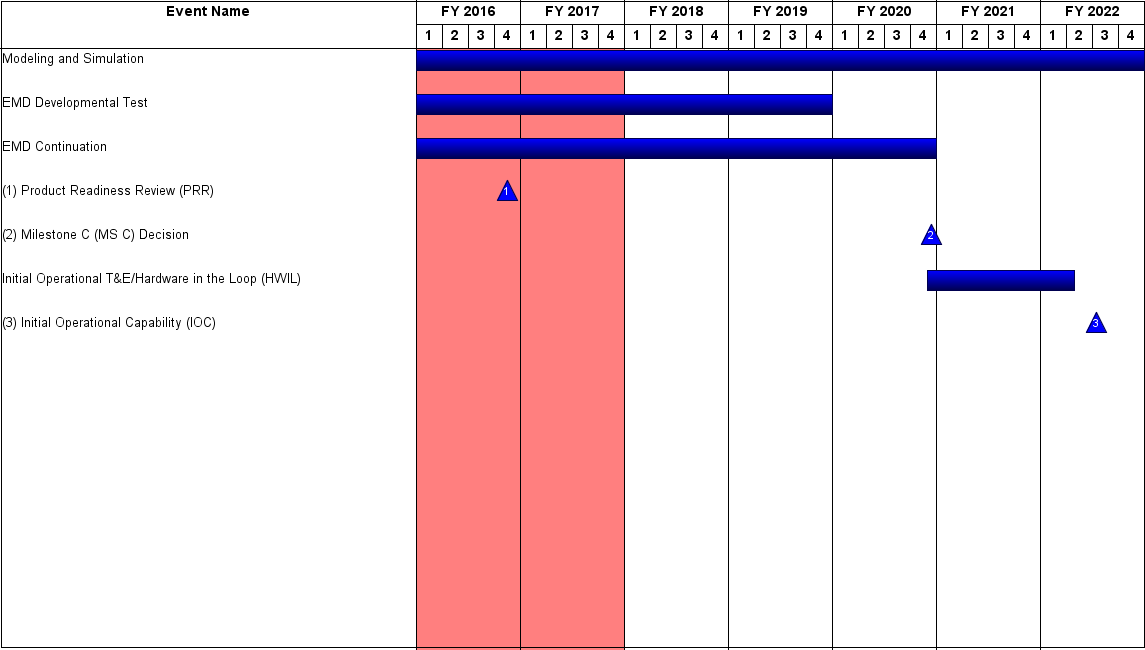 Event Name FY 2016 FY 2017 FY 2018 FY 2019 FY 2020 FY 2021 FY 2022
1 2 3 4 1 2 3 4 1 2 3 4 1 2 3 4 1 2 3 4 1 2 3 4 1 2 3 4
Modeling and Simulation
EMD Developmental Test
EMD Continuation
(1) Product Readiness Review (PRR) 1
(2) Milestone C (MS C) Decision 2
Initial Operational T&E/Hardware in the Loop (HWIL)
(3) Initial Operational Capability (IOC) 3